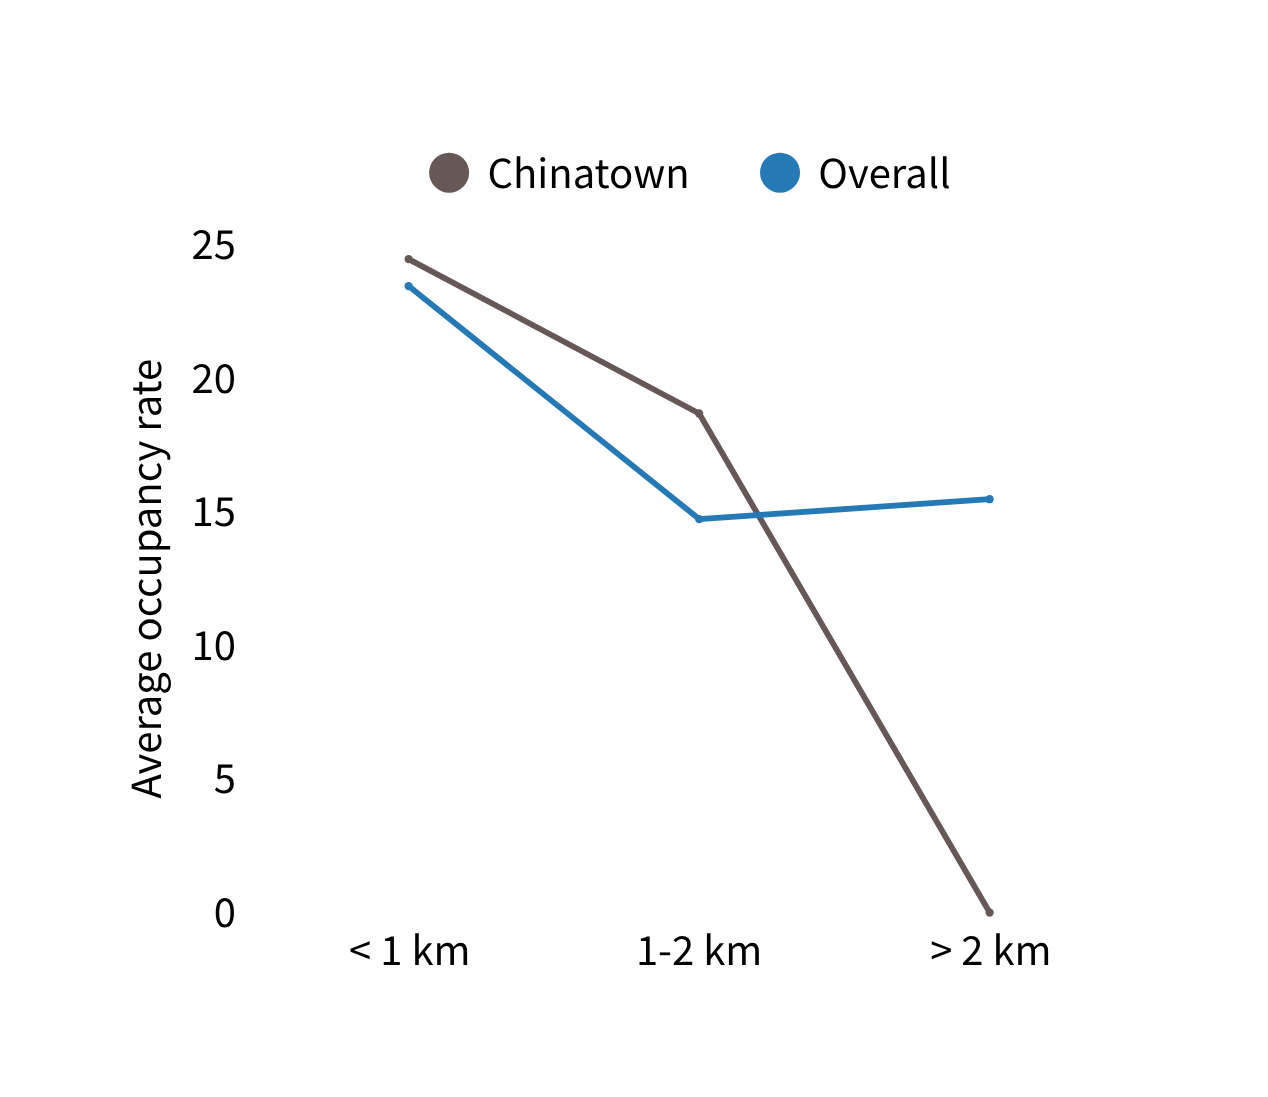 Chinatown
Overall
Average occupancy rate
25
20
15
10
5
0
< 1 km
1-2 km
> 2 km